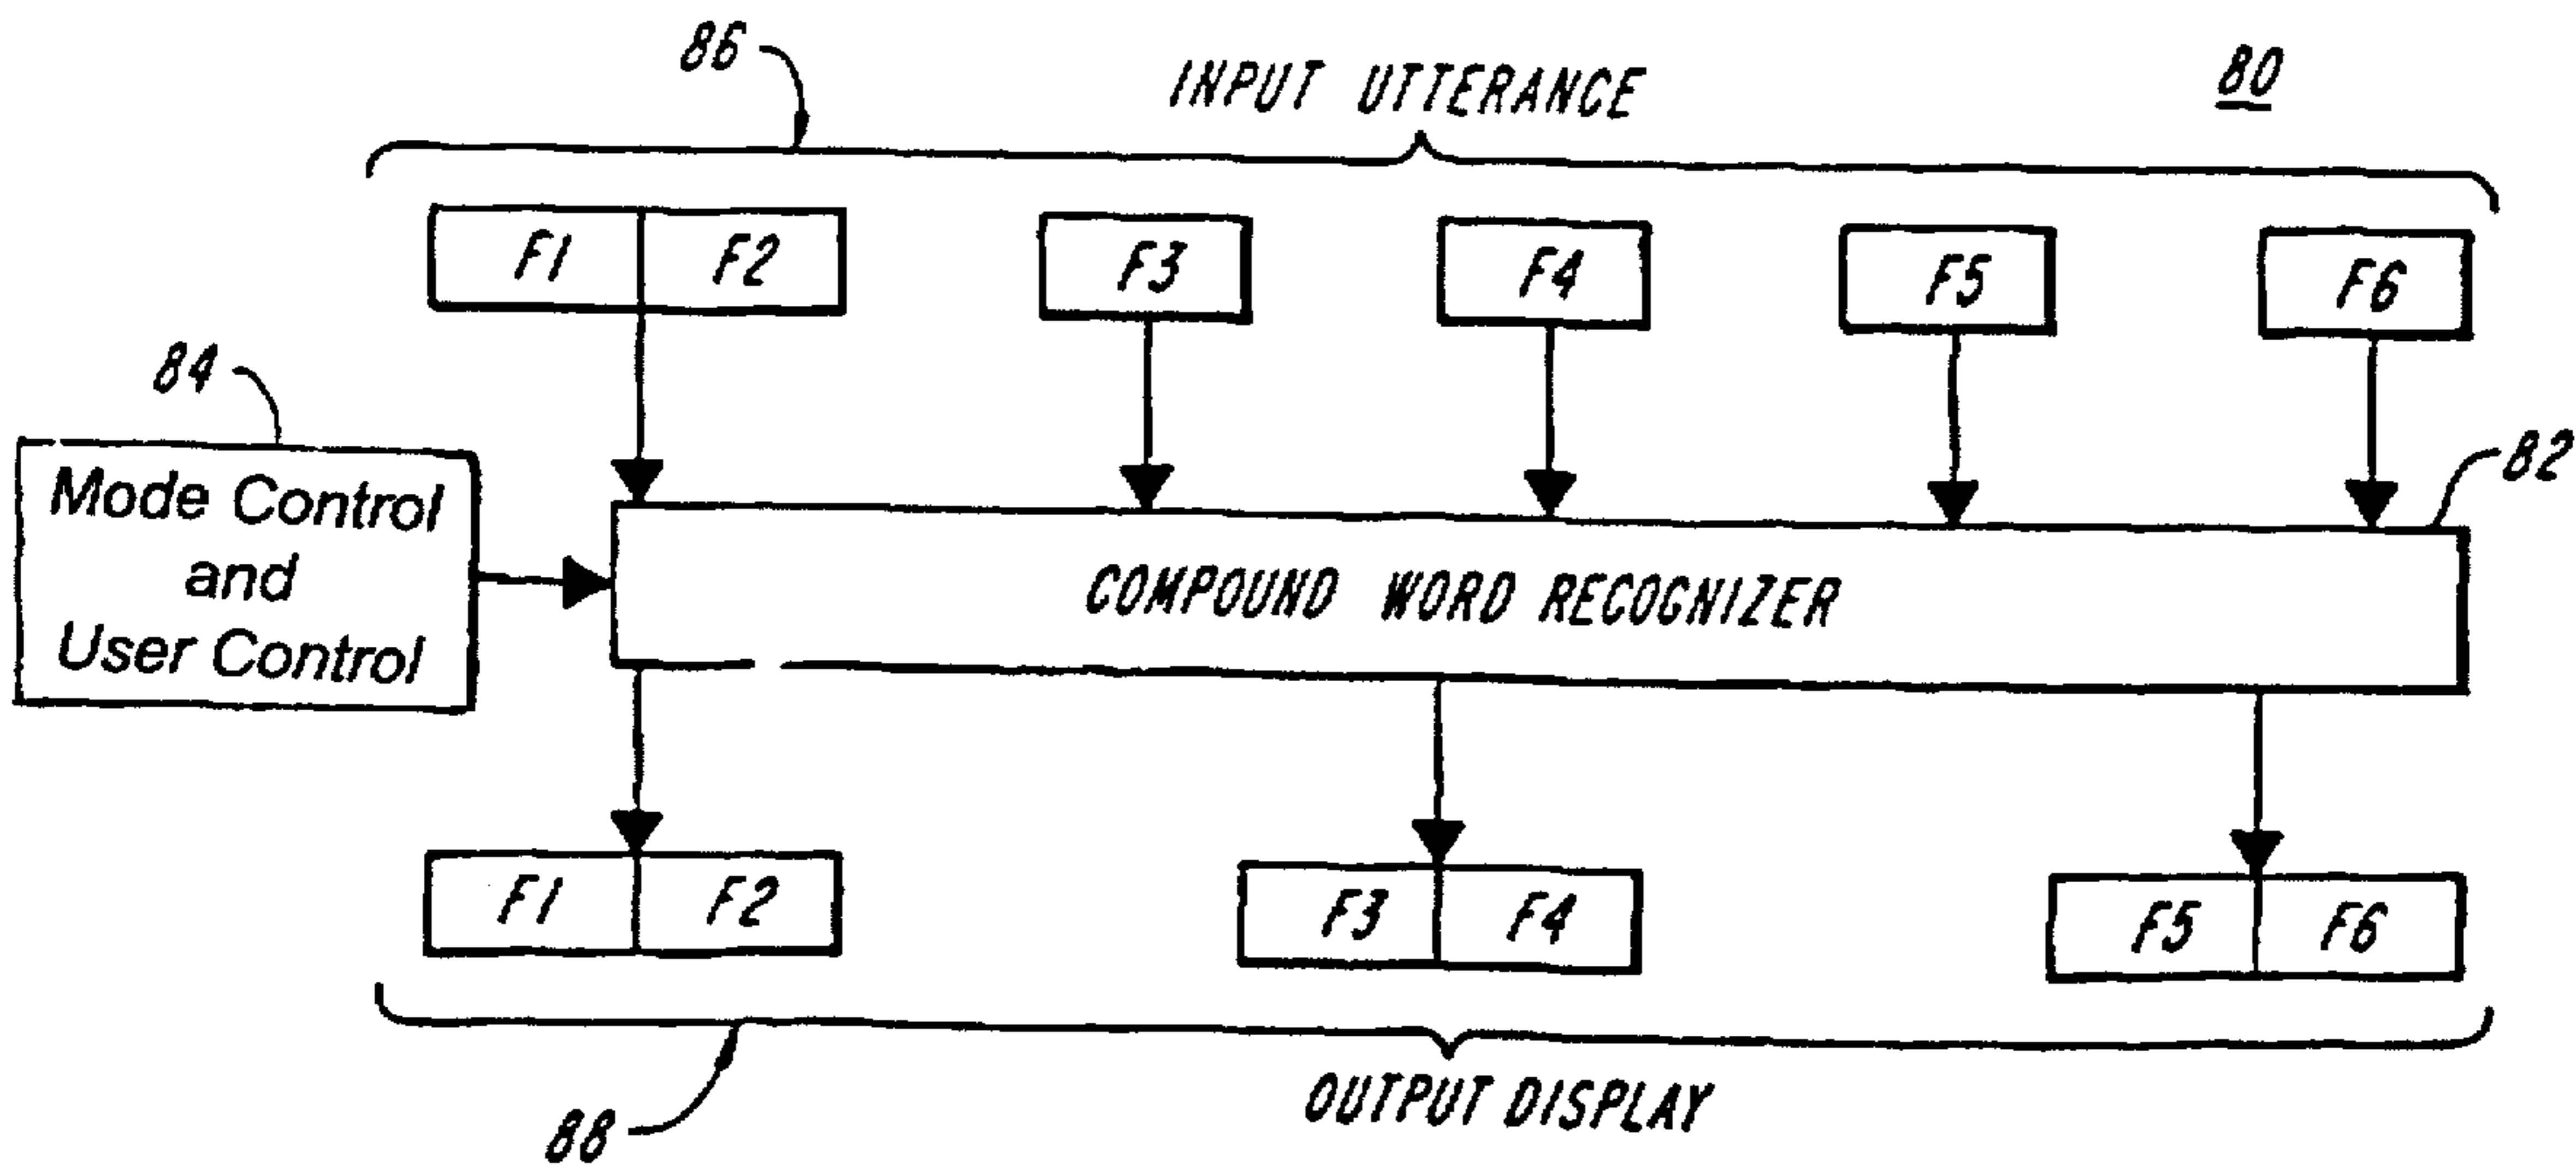 86
INPUT UTTERANCE
80
F1 F2 F3 F4 F5 F6
84
82
Mode Control
and
User Control
COMPOUND WORD RECOGNIZER
F1 F2 F3 F4 F5 F6
88
OUTPUT DISPLAY